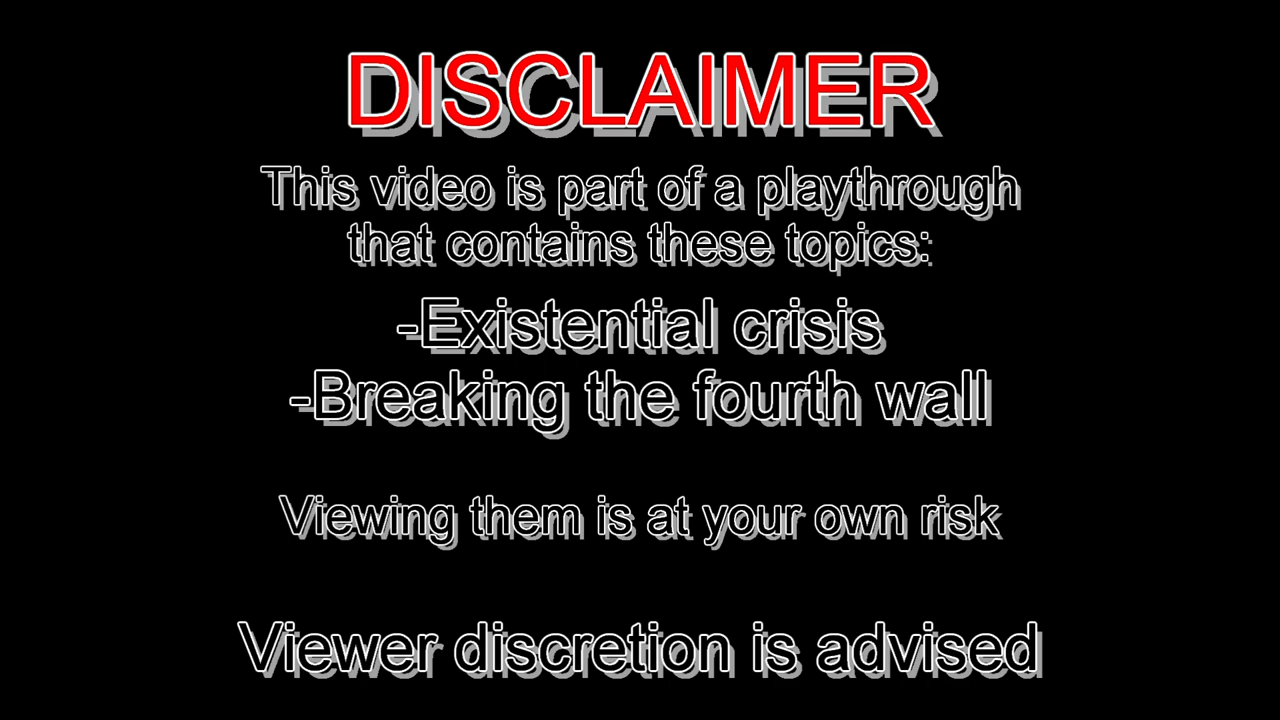 DISCLAIMER
This video is part of a playthrough
that contains these topics:
-Existential crisis
-Breaking the fourth wall
Viewing them is at your own risk
Viewer discretion is advised